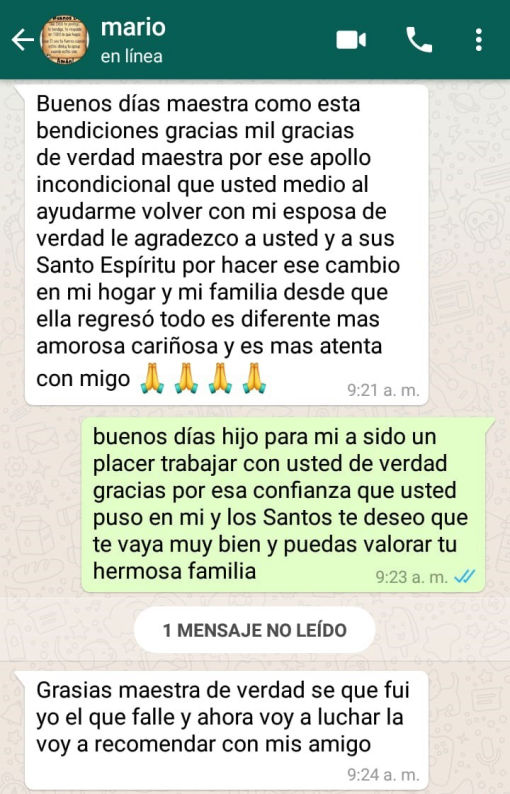 mario
en línea
Buenos días maestra como esta
bendiciones gracias mil gracias
de verdad maestra por ese apollo
incondicional que usted medio al
ayudarme volver con mi esposa de
verdad le agradezco a usted y a sus
Santo Espíritu por hacer ese cambio
en mi hogar y mi familia desde que
ella regresó todo es diferente mas
amorosa cariñosa y es mas atenta
con migo 🙏 🙏 🙏 🙏
9:21 a. m.
buenos días hijo para mi a sido un
placer trabajar con usted de verdad
gracias por esa confianza que usted
puso en mi y los Santos te deseo que
te vaya muy bien y puedas valorar tu
hermosa familia
9:23 a. m.
1 MENSAJE NO LEÍDO
Grasias maestra de verdad se que fui
yo el que falle y ahora voy a luchar la
voy a recomendar con mis amigo
9:24 a. m.